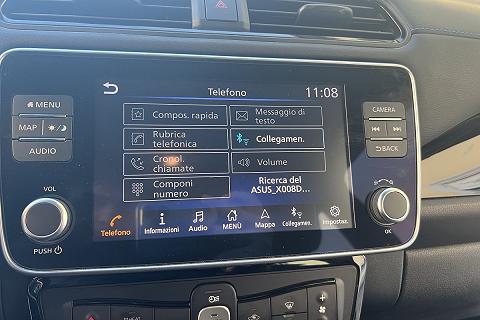 Telefono 11:08
MENU
CAMERA
Compos. rapida
Messaggio di
testo
MAP
Rubrica
telefonica
Collegamen.
AUDIO
BACK
Cronol.
chiamate
Volume
Componi
numero
Ricerca del
ASUS_X008D...
VOL
PUSH
OK
Telefono
Informazioni
Audio
MENÙ
Mappa
Collegamen.
Impostaz.